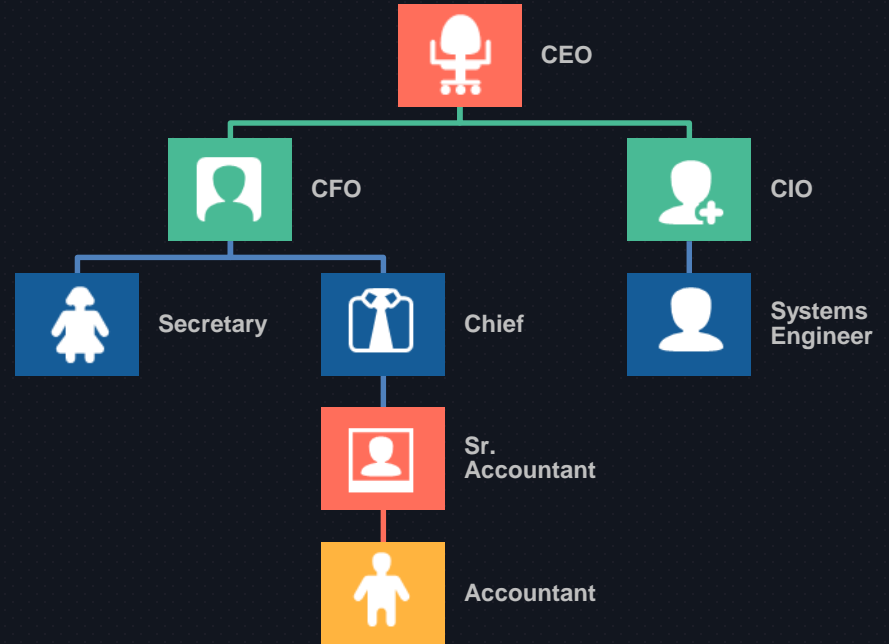 CEO
CFO
CIO
Secretary
Chief
Systems
Engineer
Sr.
Accountant
Accountant